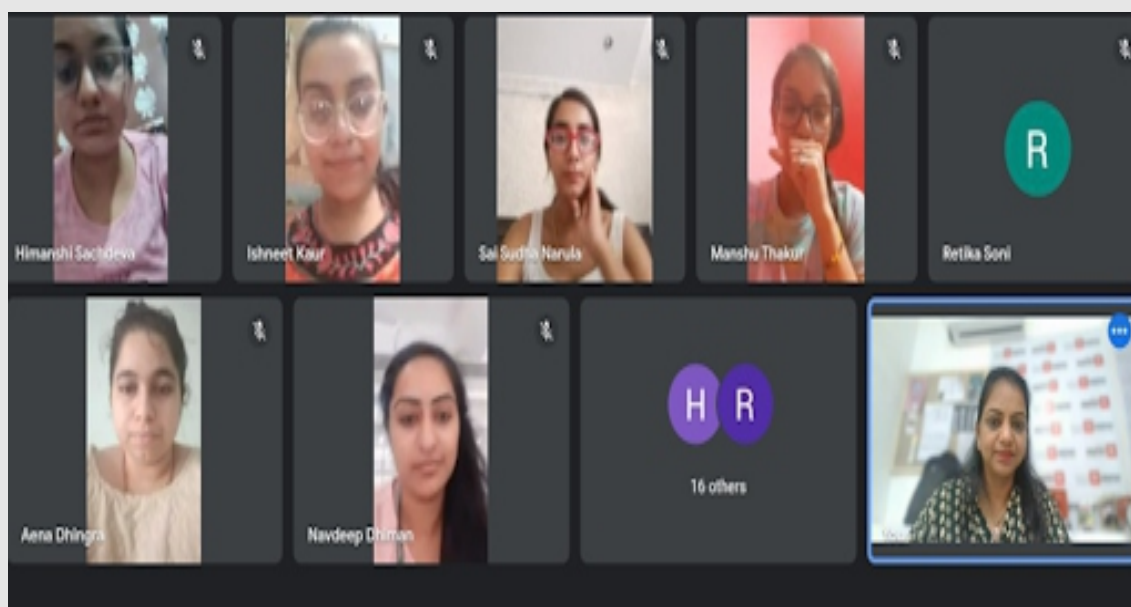 Himanshi Sachdeva
Ishneet Kaur
Sai Sudha Narula
Manshu Thakur
R
Retika Soni
Aena Dhingra
Navdeep Dhiman
H R
16 others